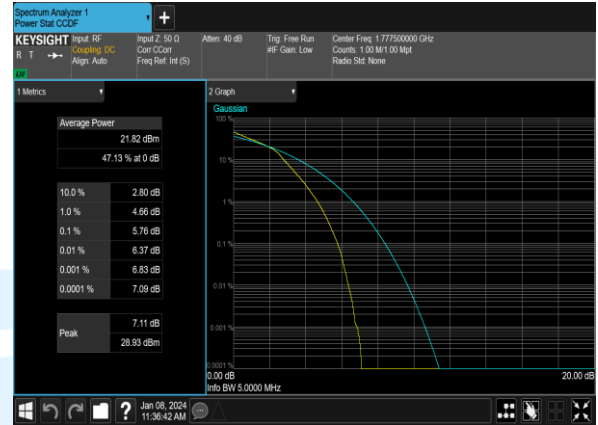 Spectrum Analyzer 1
Power Stat CCDF
KEYSIGHT
R T
LU
Input: RF
Coupling: DC
Align: Auto
Input Z: 50 Ω
Corr CCorr
Freq Ref: Int (S)
Atten: 40 dB
Trig: Free Run
#IF Gain: Low
Center Freq: 1.777500000 GHz
Counts: 1.00 M/1.00 Mpt
Radio Std: None
1 Metrics
Average Power
21.82 dBm
47.13 % at 0 dB
10.0 % 2.80 dB
1.0 % 4.66 dB
0.1 % 5.76 dB
0.01 % 6.37 dB
0.001 % 6.83 dB
0.0001 % 7.09 dB
Peak
7.11 dB
28.93 dBm
2 Graph
Gaussian
100 %
10 %
1 %
0.1 %
0.01 %
0.001 %
0.0001 %
0.00 dB 20.00 dB
Info BW 5.0000 MHz
?
Jan 08, 2024
11:36:42 AM